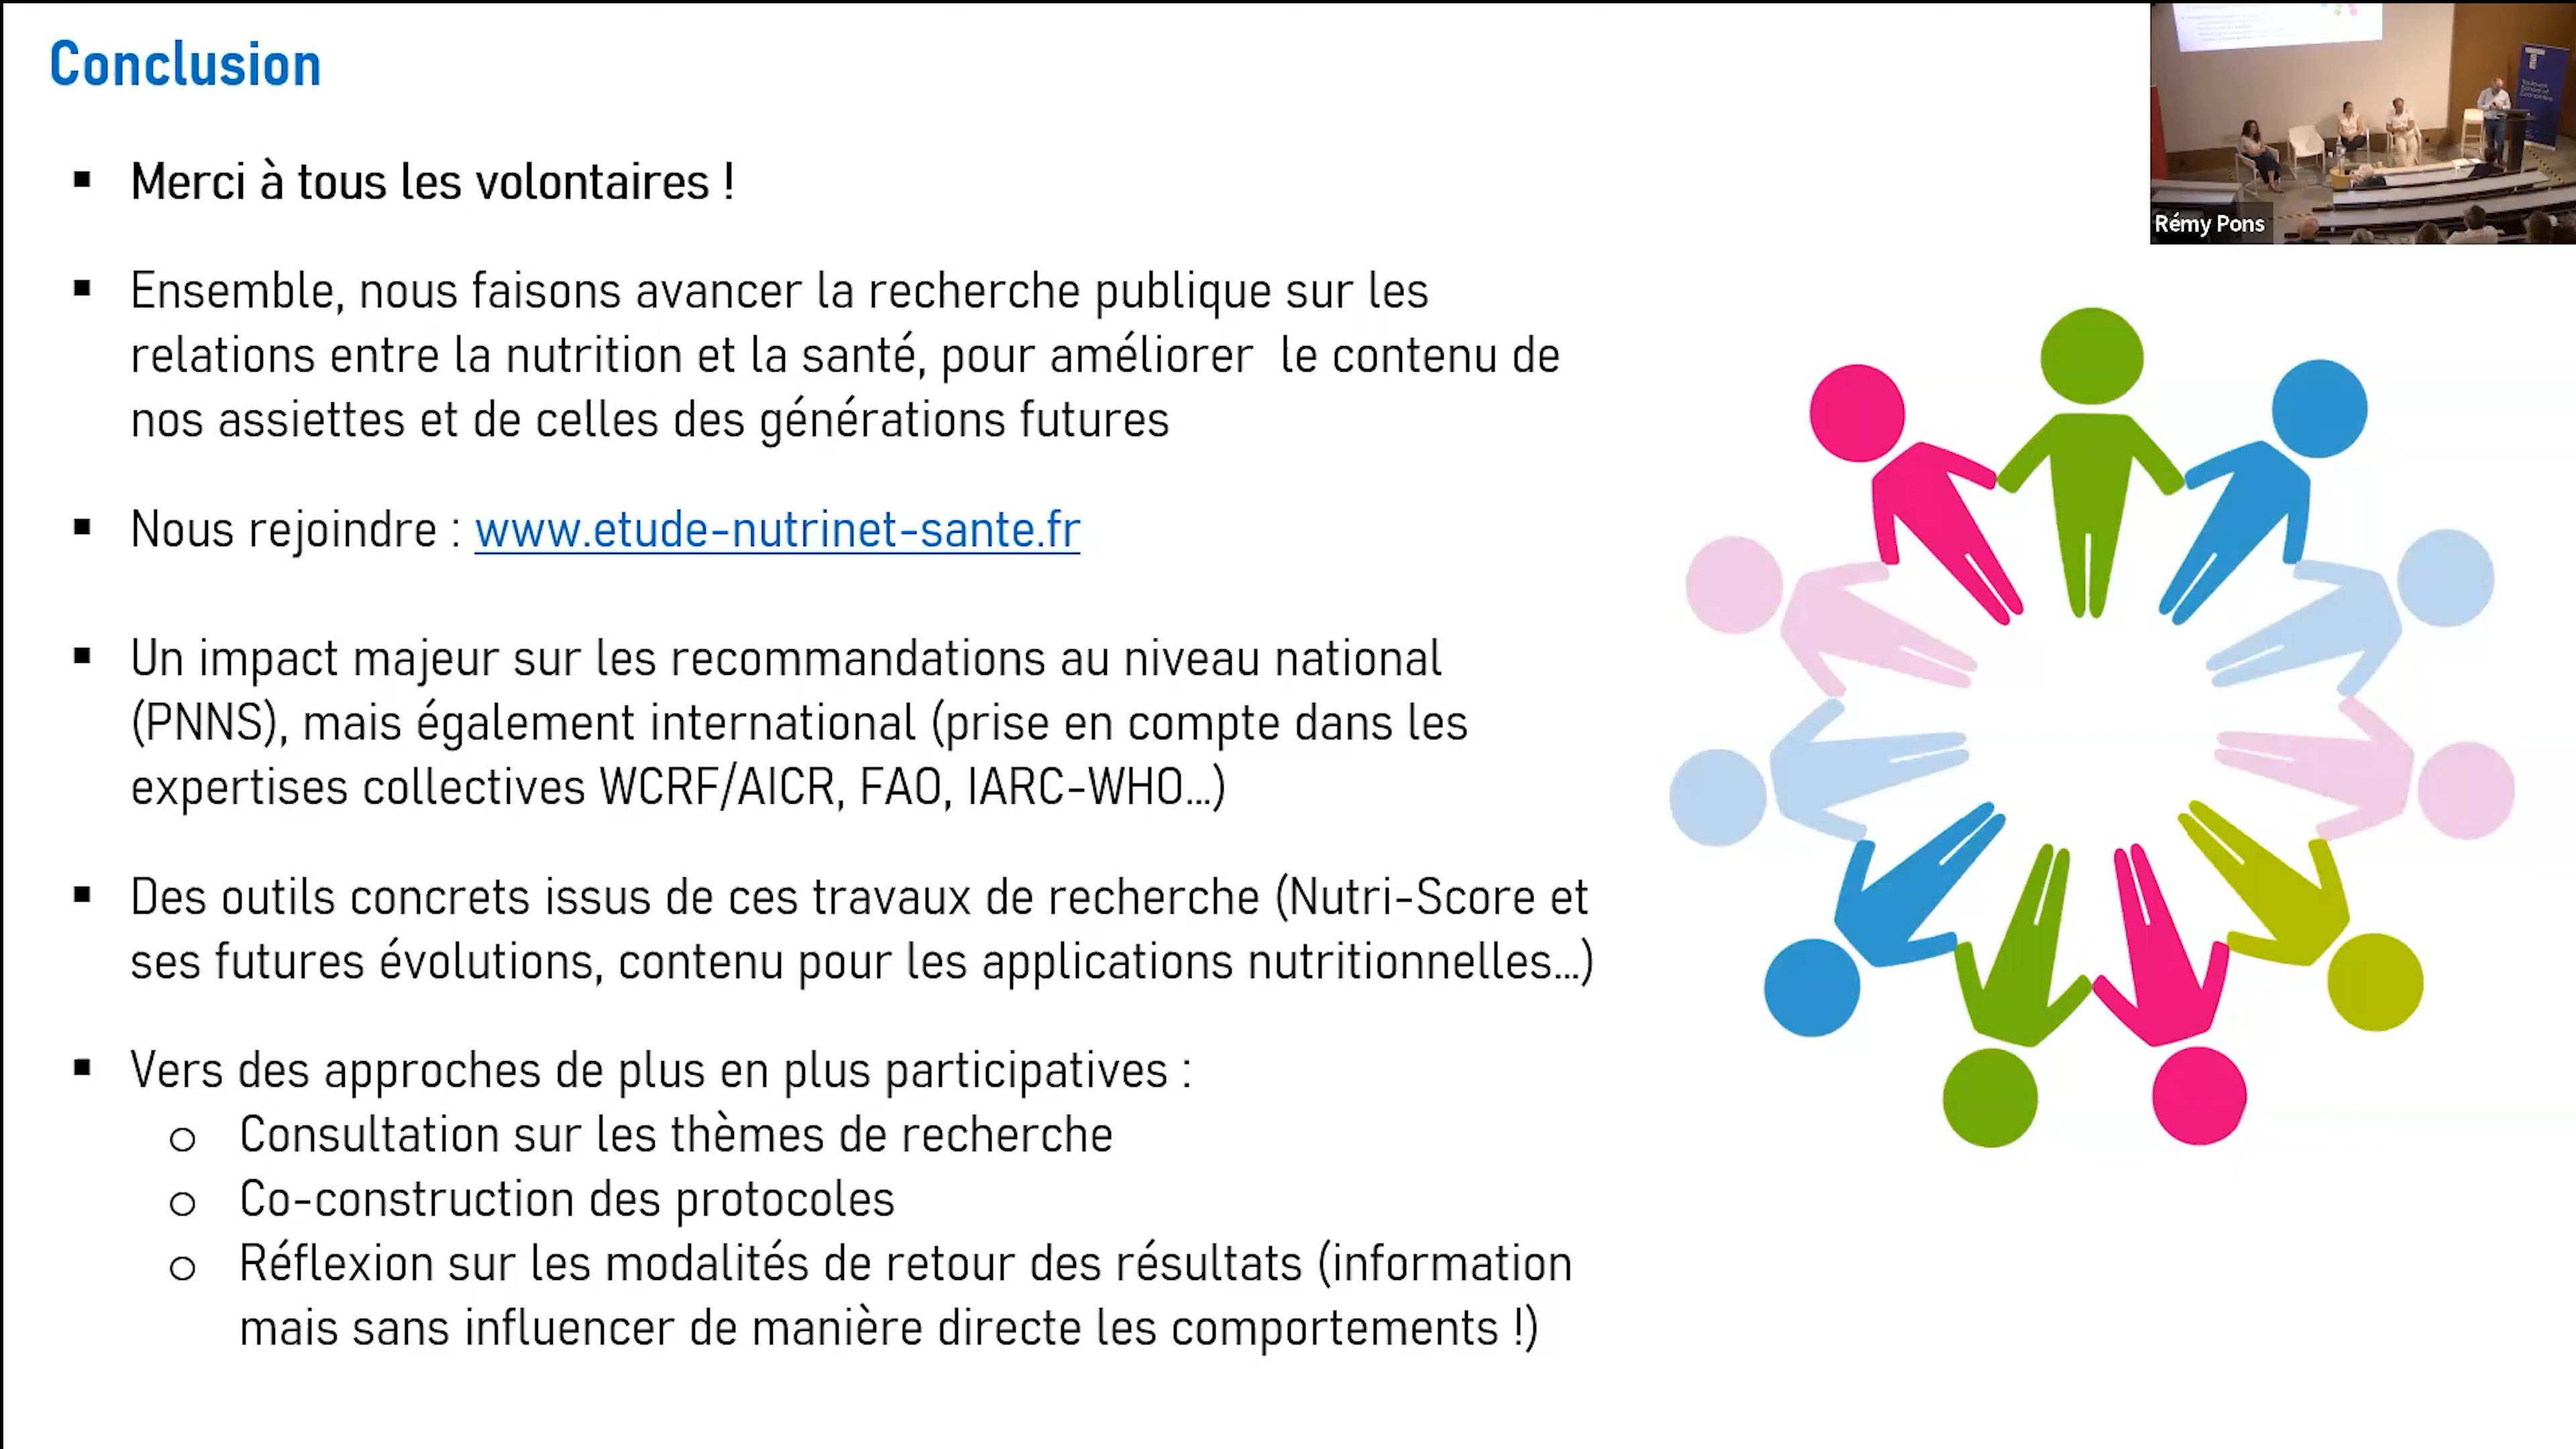 Conclusion
▪ Merci à tous les volontaires !
▪ Ensemble, nous faisons avancer la recherche publique sur les
relations entre la nutrition et la santé, pour améliorer  le contenu de
nos assiettes et de celles des générations futures
▪ Nous rejoindre : www.etude-nutrinet-sante.fr
▪ Un impact majeur sur les recommandations au niveau national
(PNNS), mais également international (prise en compte dans les
expertises collectives WCRF/AICR, FAO, IARC-WHO...)
▪ Des outils concrets issus de ces travaux de recherche (Nutri-Score et
ses futures évolutions, contenu pour les applications nutritionnelles...)
▪ Vers des approches de plus en plus participatives :
o Consultation sur les thèmes de recherche
o Co-construction des protocoles
o Réflexion sur les modalités de retour des résultats (information
mais sans influencer de manière directe les comportements !)
Rémy Pons